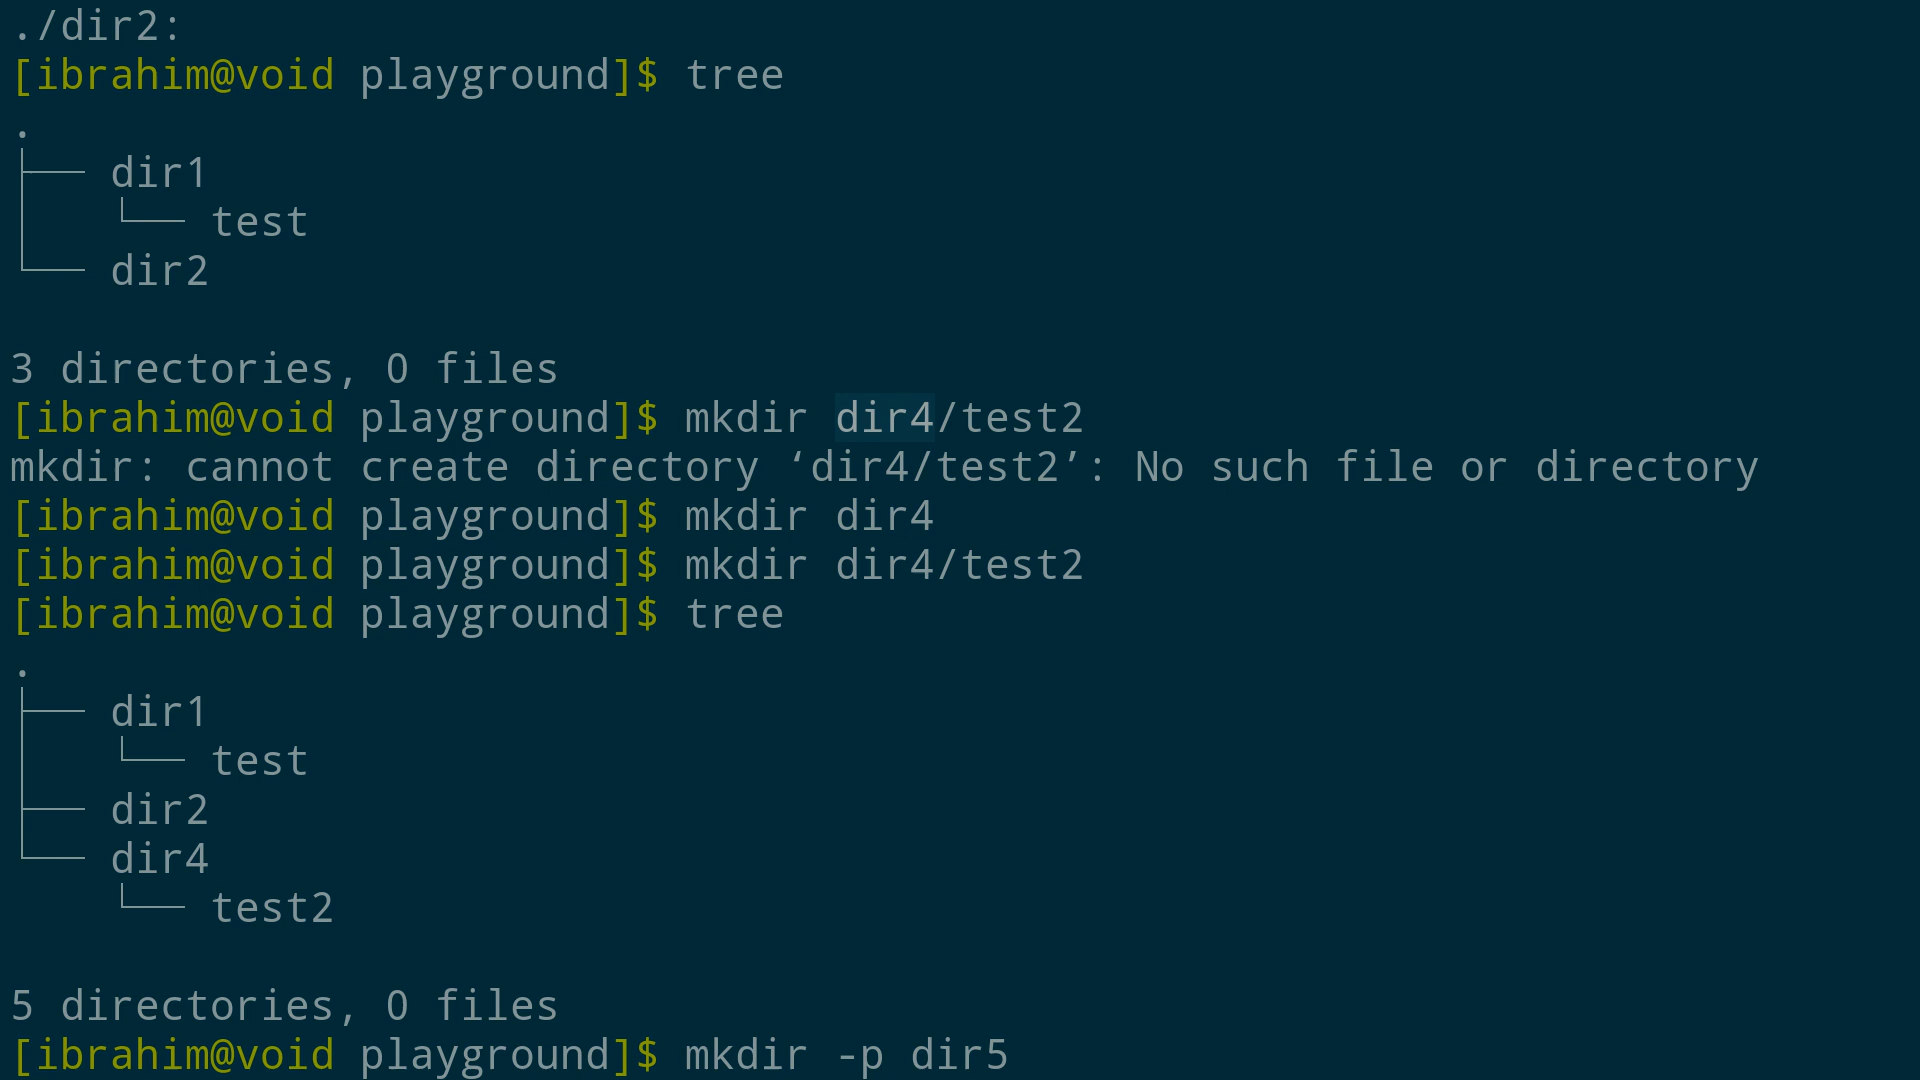 ./dir2:
[ibrahim@void playground]$ tree
.
├── dir1
│   └── test
└── dir2
3 directories, 0 files
[ibrahim@void playground]$ mkdir dir4/test2
mkdir: cannot create directory ‘dir4/test2’: No such file or directory
[ibrahim@void playground]$ mkdir dir4
[ibrahim@void playground]$ mkdir dir4/test2
[ibrahim@void playground]$ tree
.
├── dir1
│   └── test
├── dir2
└── dir4
    └── test2
5 directories, 0 files
[ibrahim@void playground]$ mkdir -p dir5